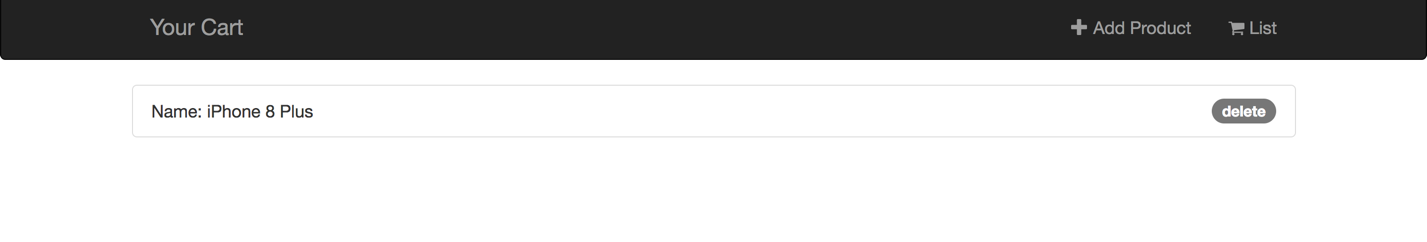 Your Cart
Add Product
List
Name: iPhone 8 Plus
delete